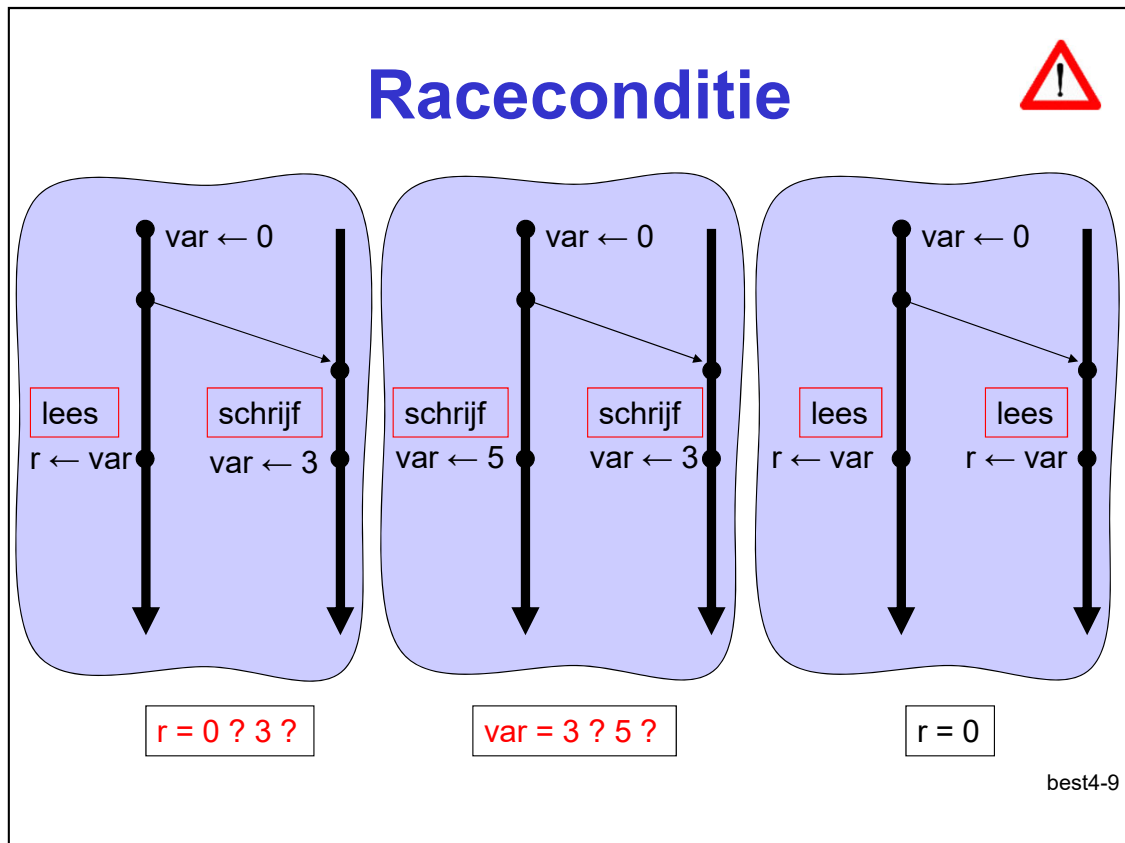 Raceconditie
!
var ← 0
lees
schrijf
r ← var
var ← 3
r = 0 ? 3 ?
var ← 0
schrijf
schrijf
var ← 5
var ← 3
var = 3 ? 5 ?
var ← 0
lees
lees
r ← var
r ← var
r = 0
best4-9